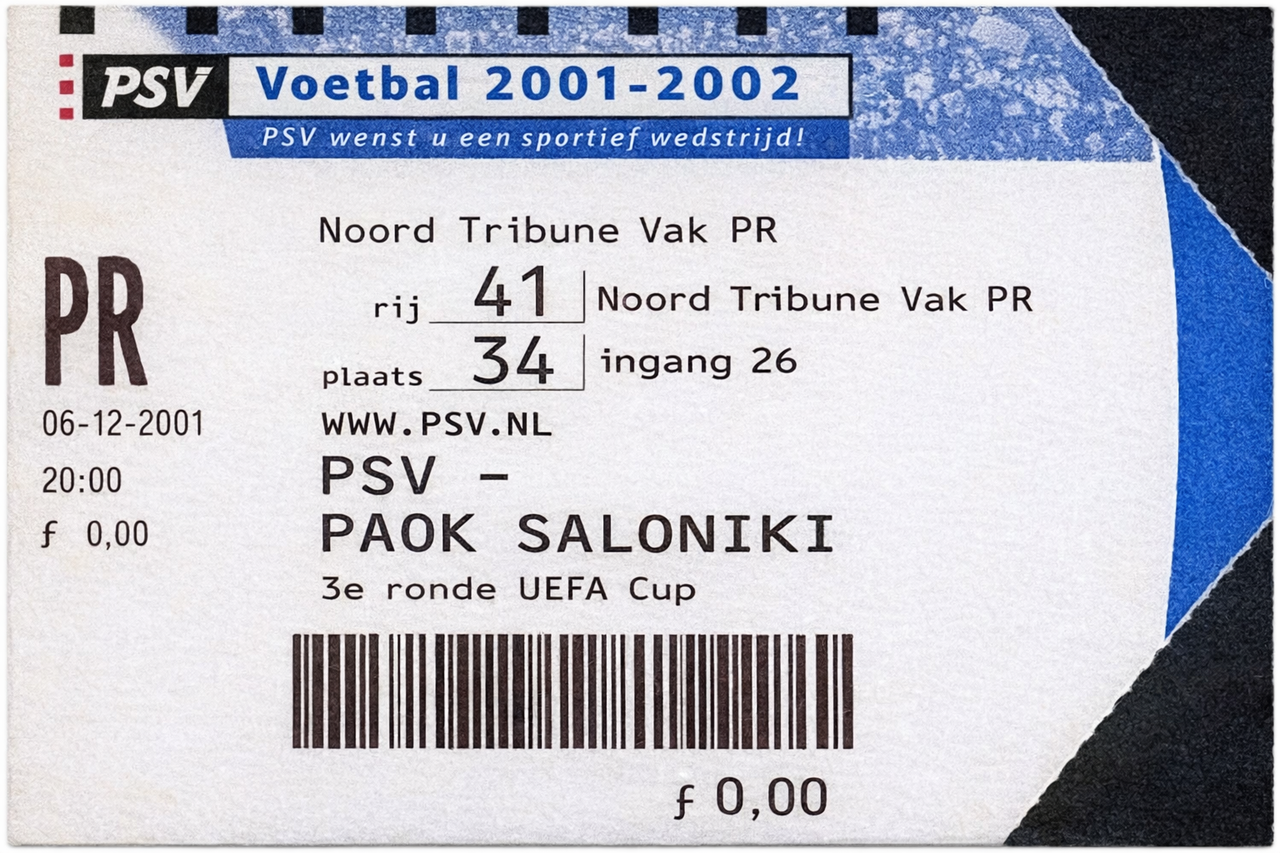 PSV Voetbal 2001-2002
PSV wenst u een sportief wedstrijd!
Noord Tribune Vak PR
PR
rij 41 Noord Tribune Vak PR
plaats 34 ingang 26
06-12-2001
WWW.PSV.NL
20:00
PSV –
ƒ 0,00
PAOK SALONIKI
3e ronde UEFA Cup
ƒ 0,00